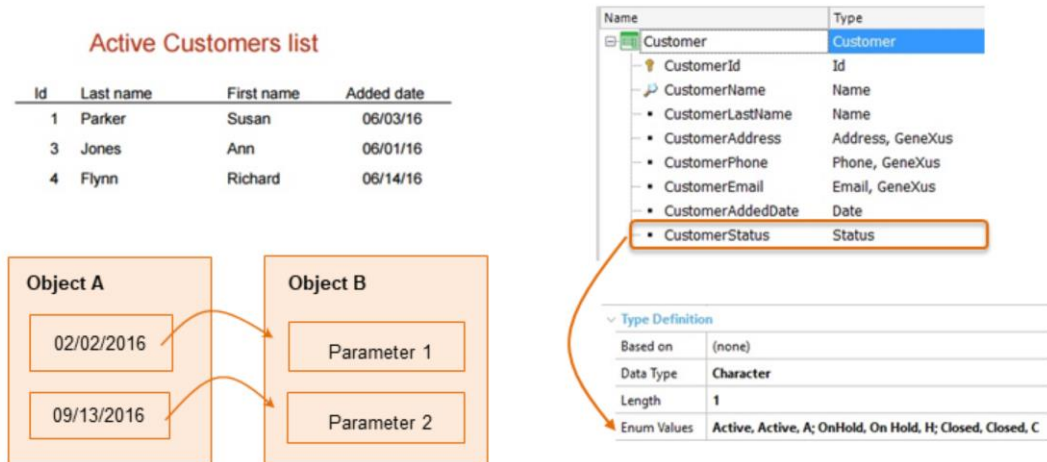 Active Customers list
Id Last name First name Added date
1 Parker Susan 06/03/16
3 Jones Ann 06/01/16
4 Flynn Richard 06/14/16
Name Type
Customer Customer
CustomerId Id
CustomerName Name
CustomerLastName Name
CustomerAddress Address, GeneXus
CustomerPhone Phone, GeneXus
CustomerEmail Email, GeneXus
CustomerAddedDate Date
CustomerStatus Status
Object A
02/02/2016
09/13/2016
Object B
Parameter 1
Parameter 2
Type Definition
Based on (none)
Data Type Character
Length 1
Enum Values Active, Active, A; OnHold, On Hold, H; Closed, Closed, C